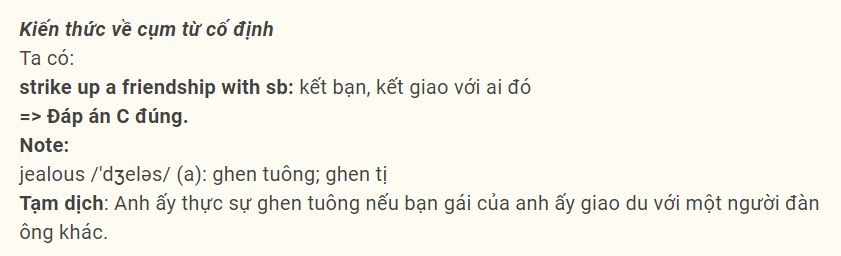 Kiến thức về cụm từ cố định
Ta có:
strike up a friendship with sb: kết bạn, kết giao với ai đó
=> Đáp án C đúng.
Note:
jealous /ˈdʒeləs/ (a): ghen tuông; ghen tị
Tạm dịch: Anh ấy thực sự ghen tuông nếu bạn gái của anh ấy giao du với một người đàn
ông khác.